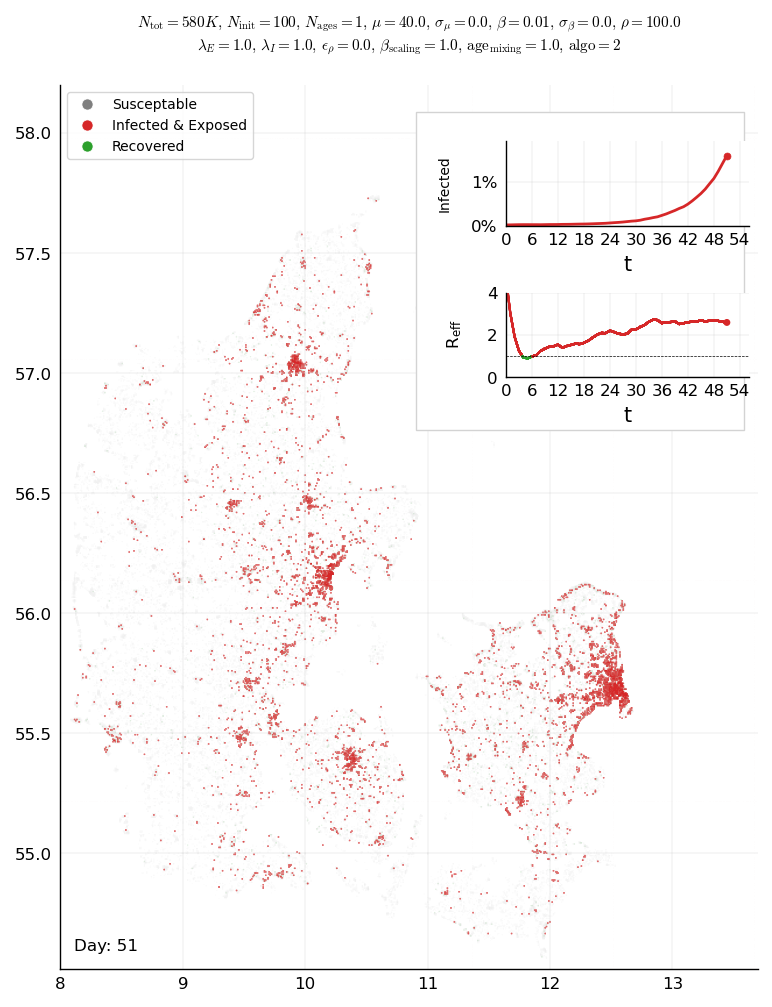 N_tot = 580K, N_init = 100, N_ages = 1, μ = 40.0, σ_μ = 0.0, β = 0.01, σ_β = 0.0, ρ = 100.0
λ_E = 1.0, λ_I = 1.0, ϵ_ρ = 0.0, β_scaling = 1.0, age_mixing = 1.0, algo = 2
Susceptable
Infected & Exposed
Recovered
Infected
1%
0%
0 6 12 18 24 30 36 42 48 54
t
R_eff
4
2
0
0 6 12 18 24 30 36 42 48 54
t
58.0
57.5
57.0
56.5
56.0
55.5
55.0
Day: 51
8 9 10 11 12 13